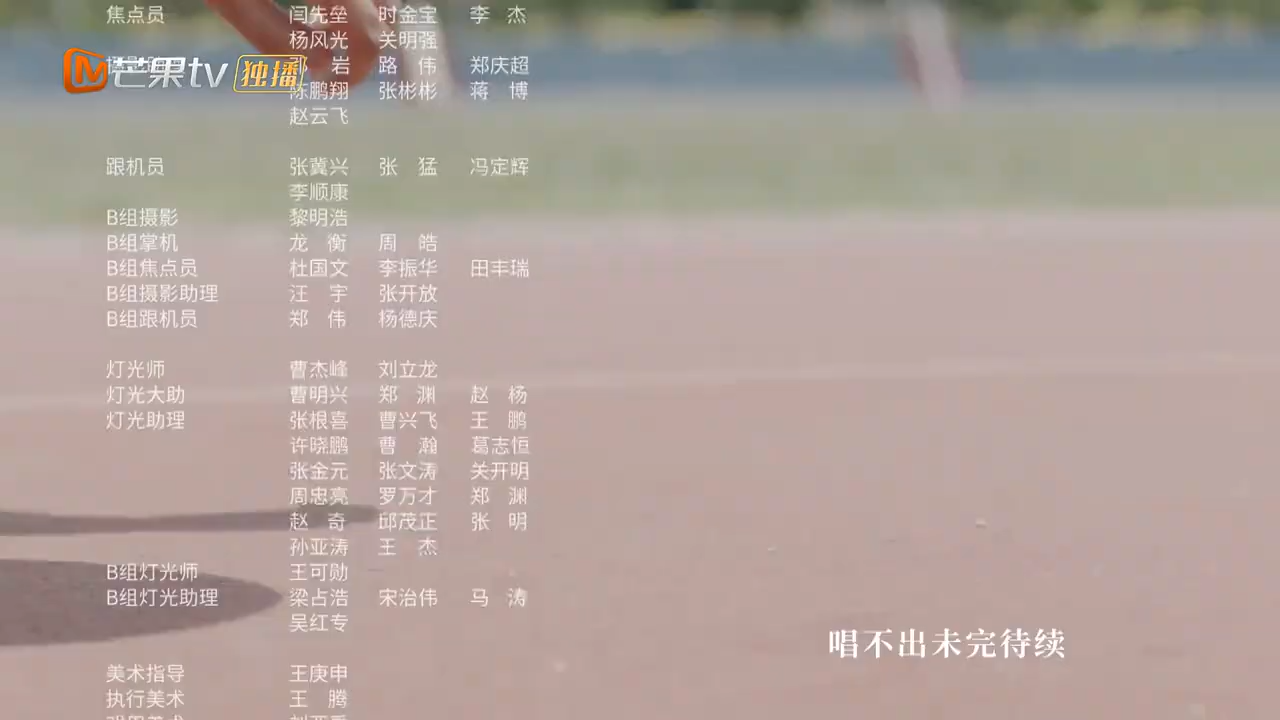 焦点员 闫先垒 时金宝 李 杰
杨风光 关明强
岩 路 伟 郑庆超
芒果tv 独播
陈鹏翔 张彬彬 蒋 博
赵云飞
跟机员 张冀兴 张 猛 冯定辉
李顺康
B组摄影 黎明浩
B组掌机 龙 衡 周 皓
B组焦点员 杜国文 李振华 田丰瑞
B组摄影助理 汪 宇 张开放
B组跟机员 郑 伟 杨德庆
灯光师 曹杰峰 刘立龙
灯光大助 曹明兴 郑 渊 赵 杨
灯光助理 张根喜 曹兴飞 王 鹏
许晓鹏 曹 瀚 葛志恒
张金元 张文涛 关开明
周忠亮 罗万才 郑 渊
赵 奇 邱茂正 张 明
孙亚涛 王 杰
B组灯光师 王可勋
B组灯光助理 梁占浩 宋治伟 马 涛
吴红专
唱不出未完待续
美术指导 王庚申
执行美术 王 腾